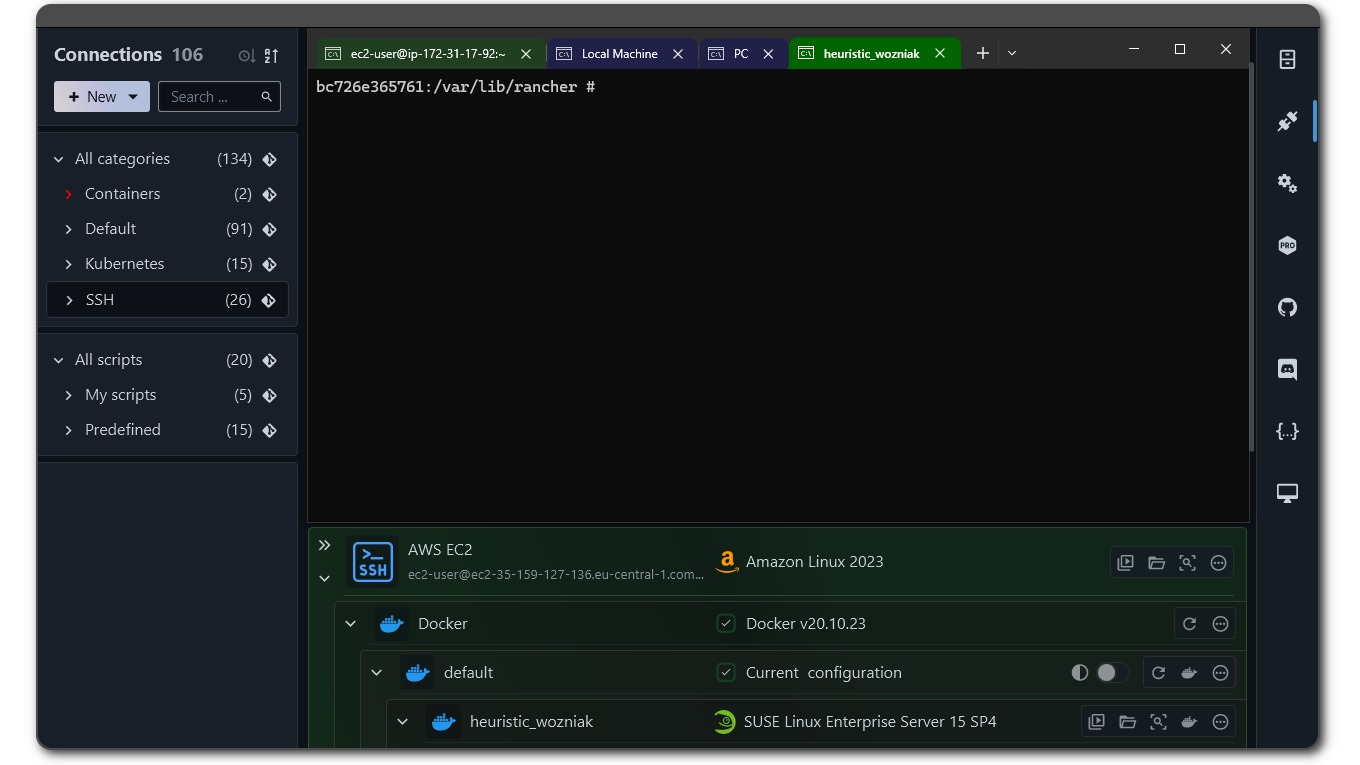 Connections 106
New
Search ...
All categories (134)
Containers (2)
Default (91)
Kubernetes (15)
SSH (26)
All scripts (20)
My scripts (5)
Predefined (15)
ec2-user@ip-172-31-17-92:~
Local Machine
PC
heuristic_wozniak
bc726e365761:/var/lib/rancher #
SSH
AWS EC2
ec2-user@ec2-35-159-127-136.eu-central-1.com...
Amazon Linux 2023
Docker
Docker v20.10.23
default
Current configuration
heuristic_wozniak
SUSE Linux Enterprise Server 15 SP4
PRO